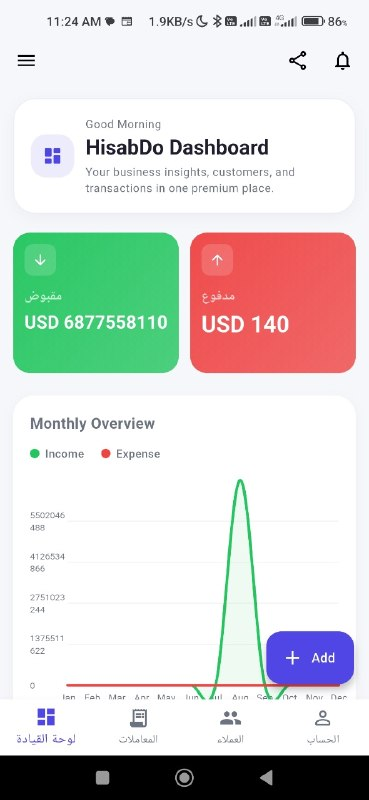 11:24 AM
1.9KB/s
4G
86%
Good Morning
HisabDo Dashboard
Your business insights, customers, and
transactions in one premium place.
مقبوض
USD 6877558110
مدفوع
USD 140
Monthly Overview
Income
Expense
5502046
488
4126534
866
2751023
244
1375511
622
0
Jan Feb Mar Apr May Jun Jul Aug Sep Oct Nov Dec
+ Add
لوحة القيادة
المعاملات
العملاء
الحساب